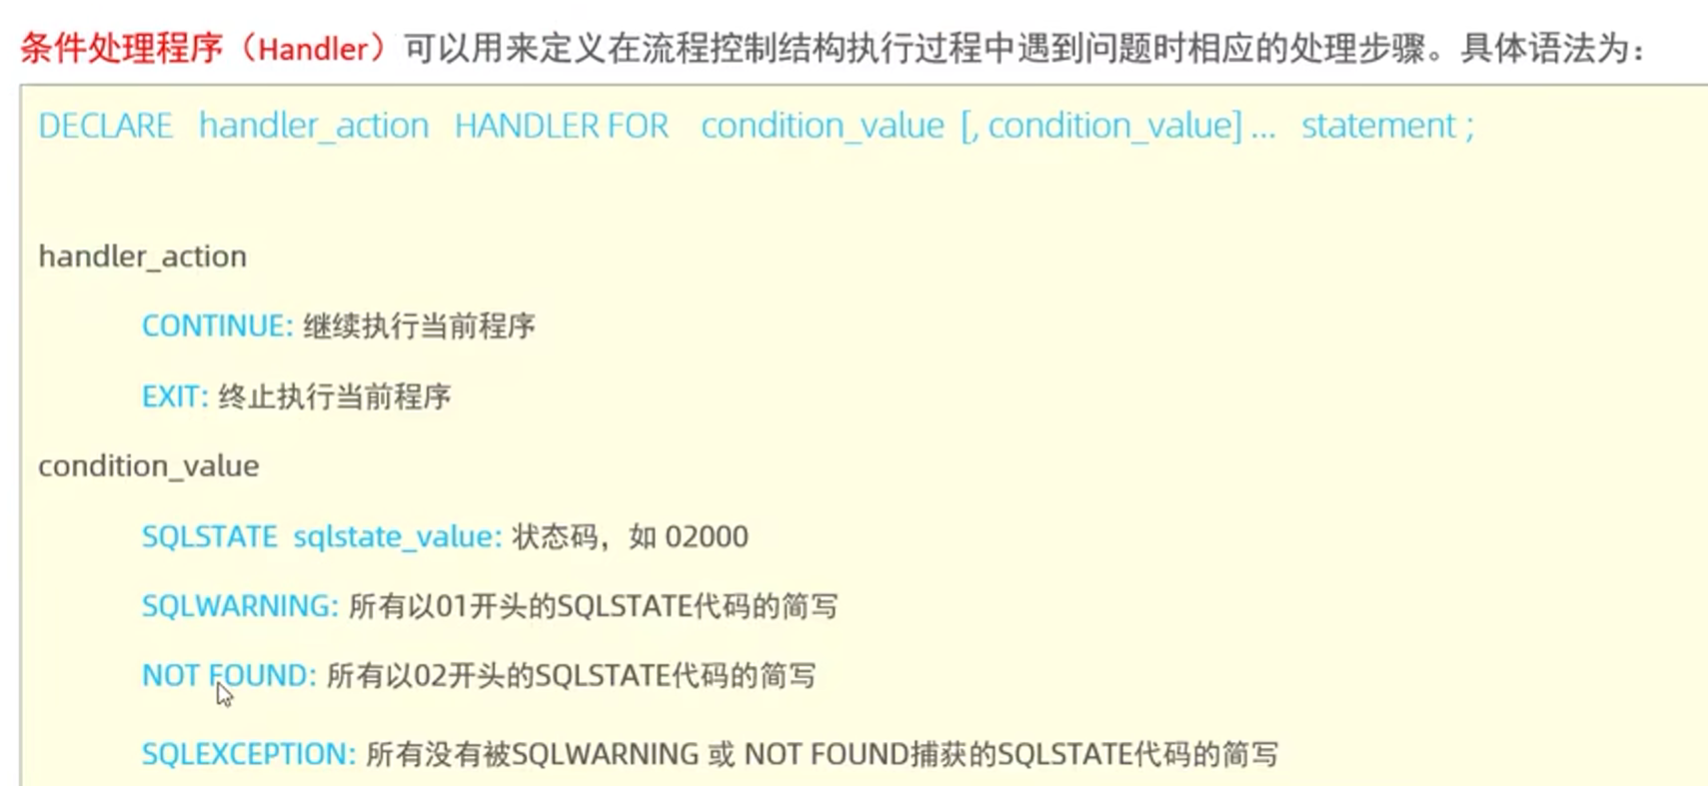 条件处理程序（Handler）可以用来定义在流程控制结构执行过程中遇到问题时相应的处理步骤。具体语法为：
DECLARE handler_action HANDLER FOR condition_value [, condition_value] ... statement ;
handler_action
CONTINUE: 继续执行当前程序
EXIT: 终止执行当前程序
condition_value
SQLSTATE sqlstate_value: 状态码，如 02000
SQLWARNING: 所有以01开头的SQLSTATE代码的简写
NOT FOUND: 所有以02开头的SQLSTATE代码的简写
SQLEXCEPTION: 所有没有被SQLWARNING 或 NOT FOUND捕获的SQLSTATE代码的简写